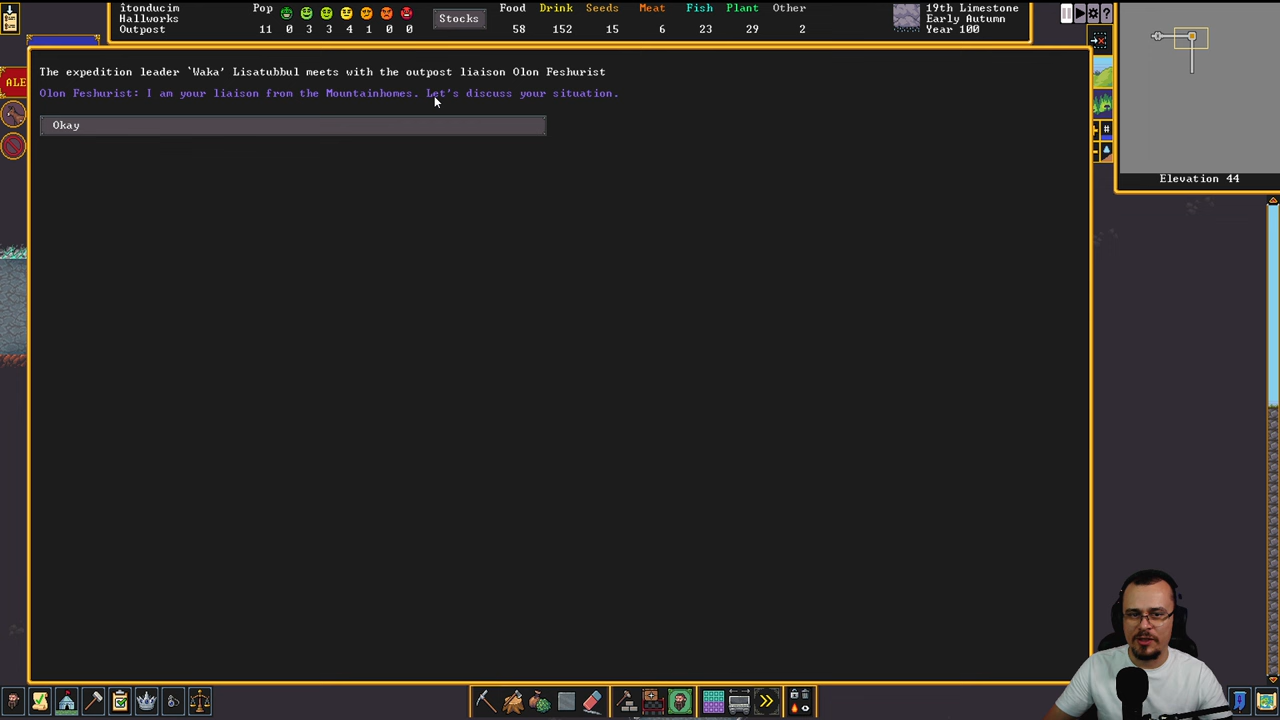 Îtonducim
Hallworks
Outpost
Pop
11 0 3 3 4 1 0 0
Stocks
Food Drink Seeds Meat Fish Plant Other
58 152 15 6 23 29 2
19th Limestone
Early Autumn
Year 100
ALE
The expedition leader `Waka' Lisatubbul meets with the outpost liaison Olon Feshurist
Olon Feshurist: I am your liaison from the Mountainhomes. Let's discuss your situation.
Okay
Elevation 44